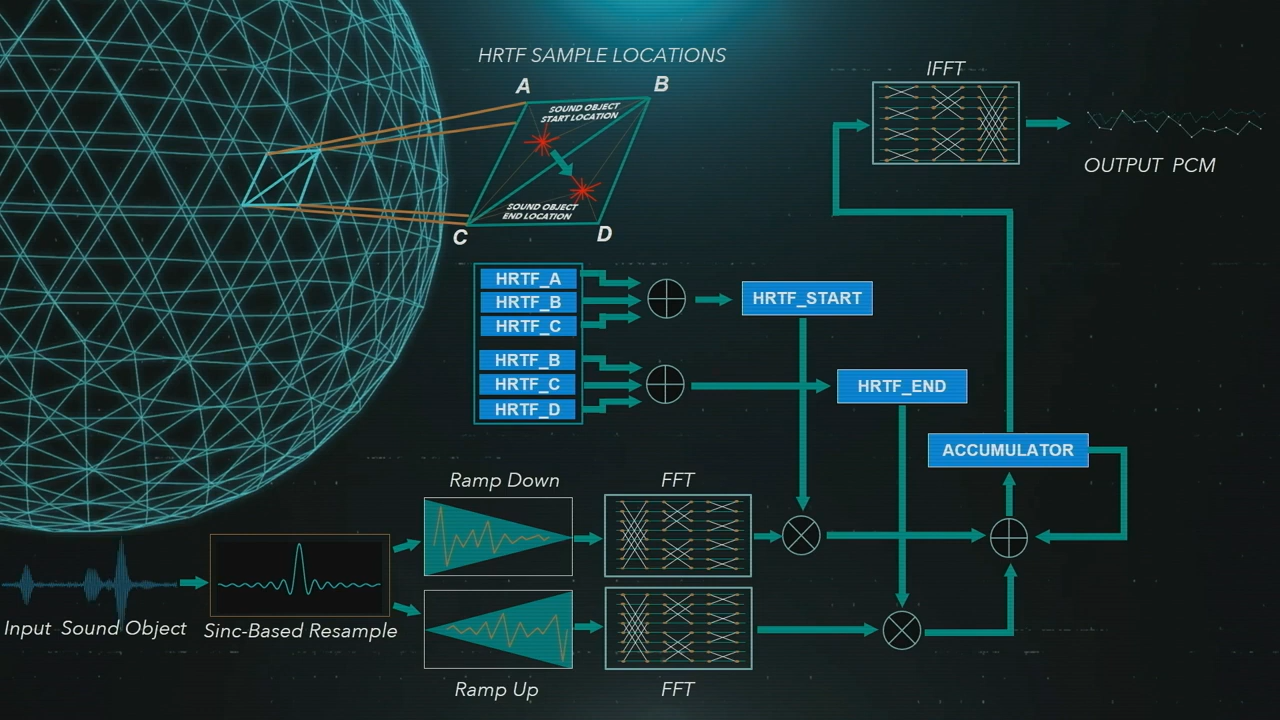 HRTF SAMPLE LOCATIONS
A
B
SOUND OBJECT
START LOCATION
SOUND OBJECT
END LOCATION
C
D
IFFT
OUTPUT PCM
HRTF_A
HRTF_B
HRTF_C
HRTF_B
HRTF_C
HRTF_D
HRTF_START
HRTF_END
ACCUMULATOR
Ramp Down
FFT
Input Sound Object
Sinc-Based Resample
Ramp Up
FFT